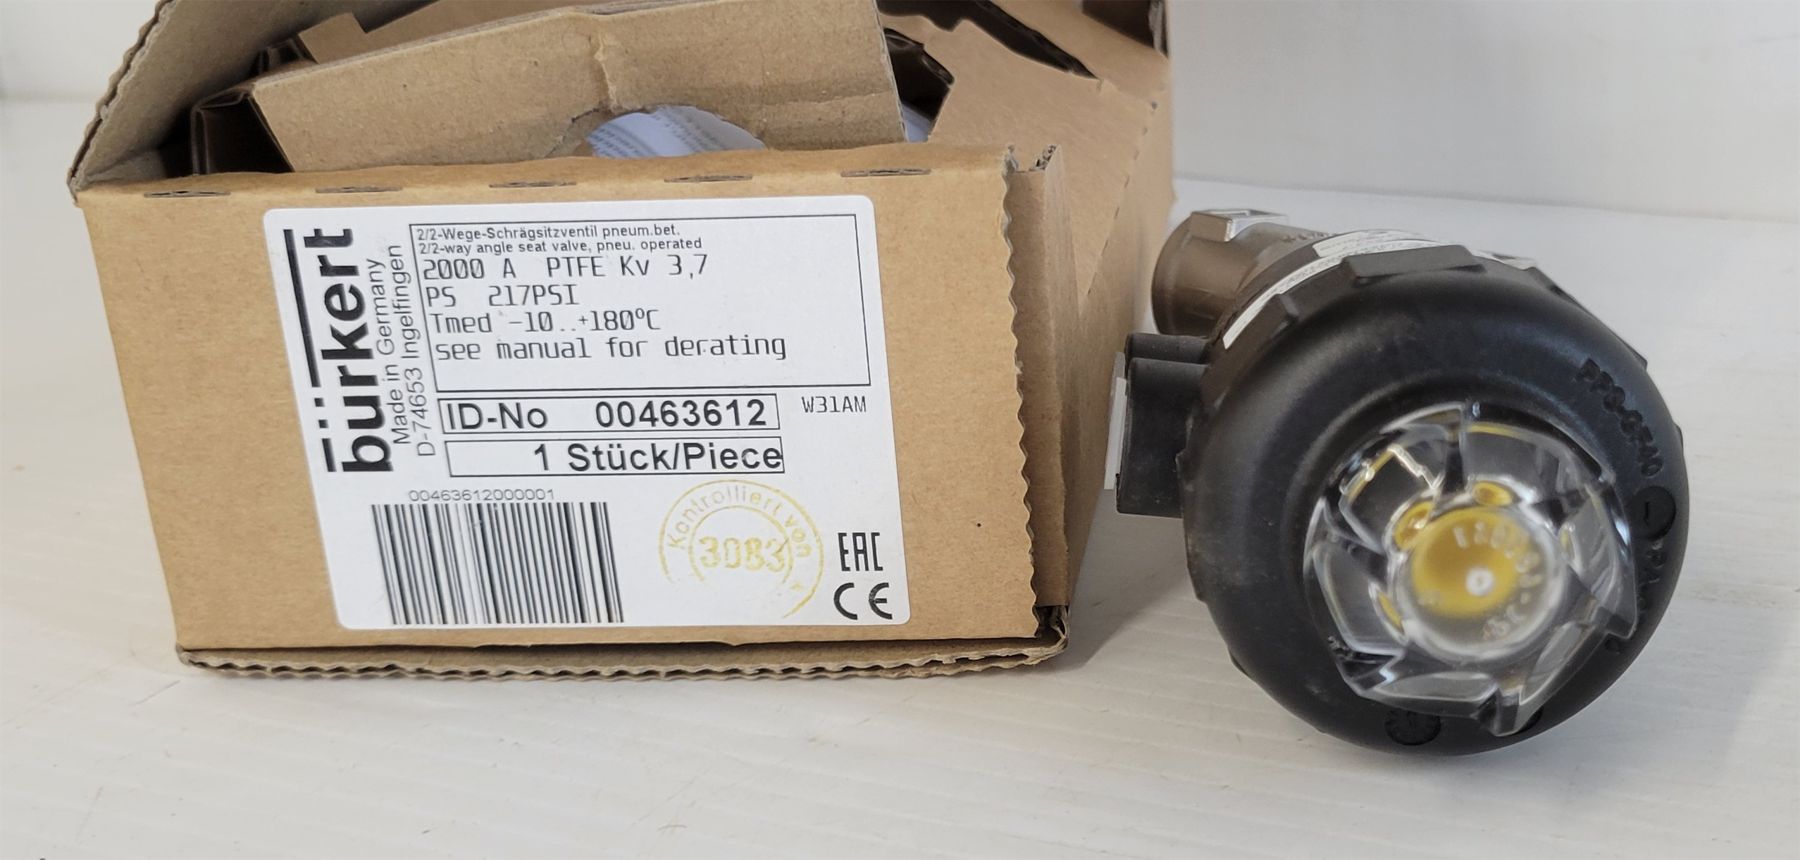 bürkert
Made in Germany
D-74653 Ingelfingen
2/2-Wege-Schrägsitzventil pneum.bet.
2/2-way angle seat valve, pneu. operated
2000 A PTFE Kv 3,7
PS 217PSI
Tmed -10..+180°C
see manual for derating
ID-No 00463612
W31AM
1 Stück/Piece
00463612000001
Kontrolliert von
3083
EAC
CE
PPS-GF40